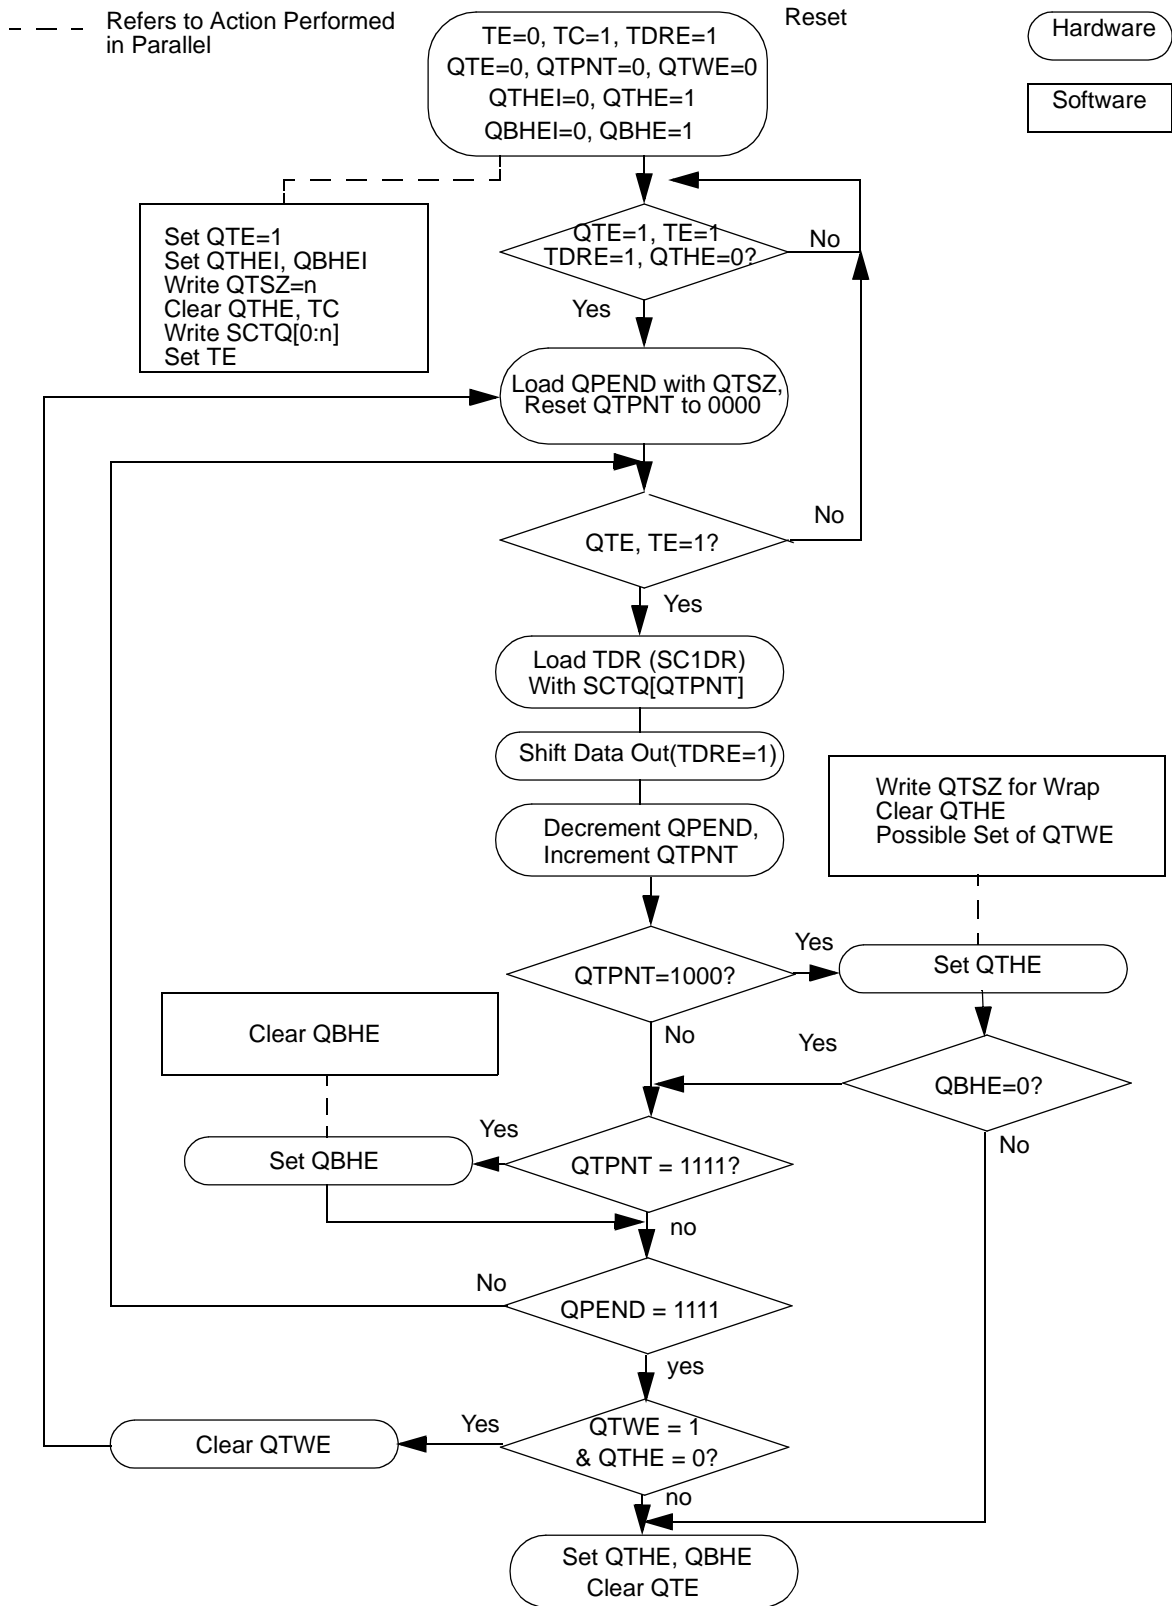 Refers to Action Performed
in Parallel
Reset
Hardware
Software
TE=0, TC=1, TDRE=1
QTE=0, QTPNT=0, QTWE=0
QTHEI=0, QTHE=1
QBHEI=0, QBHE=1
Set QTE=1
Set QTHEI, QBHEI
Write QTSZ=n
Clear QTHE, TC
Write SCTQ[0:n]
Set TE
QTE=1, TE=1
TDRE=1, QTHE=0?
No
Yes
Load QPEND with QTSZ,
Reset QTPNT to 0000
QTE, TE=1?
No
Yes
Load TDR (SC1DR)
With SCTQ[QTPNT]
Shift Data Out(TDRE=1)
Decrement QPEND,
Increment QTPNT
Write QTSZ for Wrap
Clear QTHE
Possible Set of QTWE
QTPNT=1000?
Yes
Set QTHE
No
Clear QBHE
Yes
QBHE=0?
No
Yes
Set QBHE
QTPNT = 1111?
no
No
QPEND = 1111
yes
Clear QTWE
Yes
QTWE = 1
& QTHE = 0?
no
Set QTHE, QBHE
Clear QTE